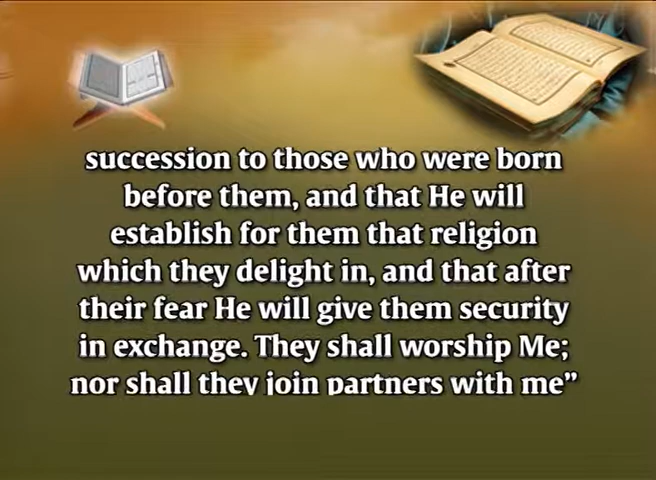 succession to those who were born
before them, and that He will
establish for them that religion
which they delight in, and that after
their fear He will give them security
in exchange. They shall worship Me;
nor shall they join partners with me”